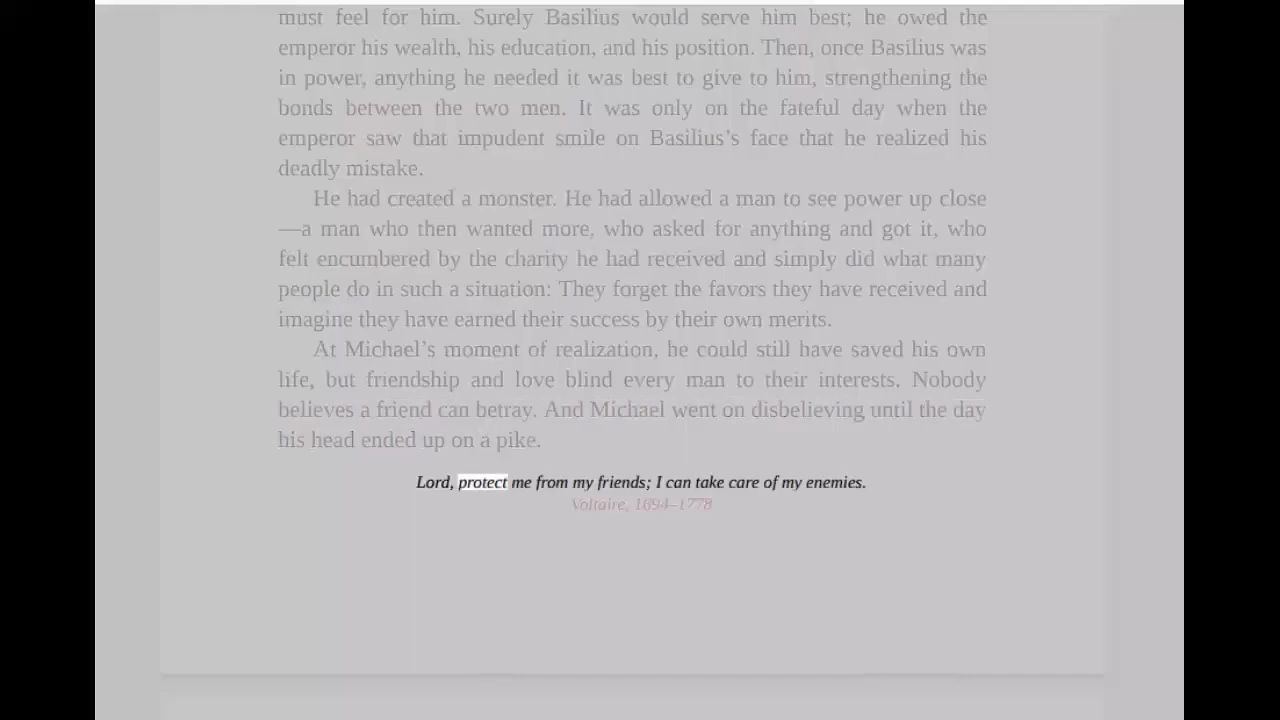 must feel for him. Surely Basilius would serve him best; he owed the
emperor his wealth, his education, and his position. Then, once Basilius was
in power, anything he needed it was best to give to him, strengthening the
bonds between the two men. It was only on the fateful day when the
emperor saw that impudent smile on Basilius’s face that he realized his
deadly mistake.
He had created a monster. He had allowed a man to see power up close
—a man who then wanted more, who asked for anything and got it, who
felt encumbered by the charity he had received and simply did what many
people do in such a situation: They forget the favors they have received and
imagine they have earned their success by their own merits.
At Michael’s moment of realization, he could still have saved his own
life, but friendship and love blind every man to their interests. Nobody
believes a friend can betray. And Michael went on disbelieving until the day
his head ended up on a pike.
Lord, protect me from my friends; I can take care of my enemies.
Voltaire, 1694–1778